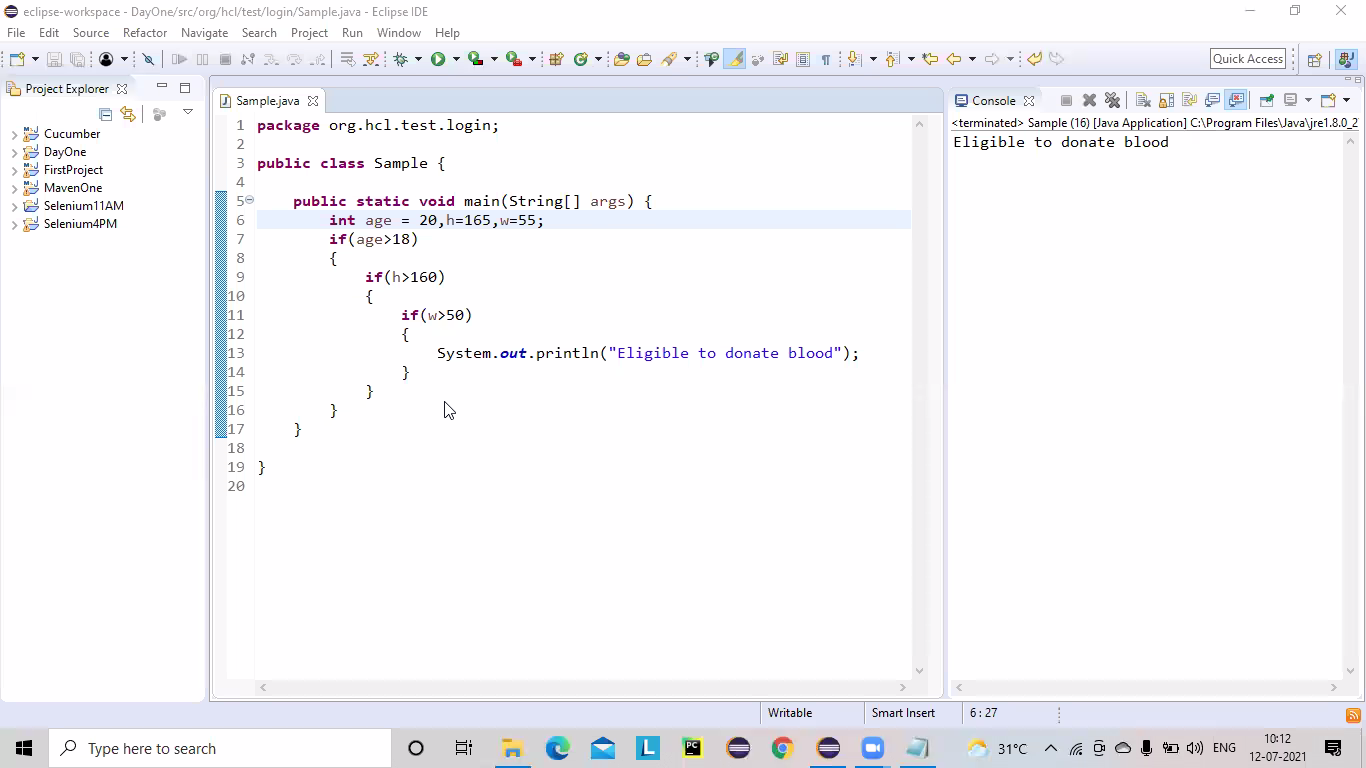 eclipse-workspace - DayOne/src/org/hcl/test/login/Sample.java - Eclipse IDE
File Edit Source Refactor Navigate Search Project Run Window Help
Quick Access
Project Explorer
Cucumber
DayOne
FirstProject
MavenOne
Selenium11AM
Selenium4PM
Sample.java
1 package org.hcl.test.login;
2
3 public class Sample {
4
5 public static void main(String[] args) {
6 int age = 20,h=165,w=55;
7 if(age>18)
8 {
9 if(h>160)
10 {
11 if(w>50)
12 {
13 System.out.println("Eligible to donate blood");
14 }
15 }
16 }
17 }
18
19 }
20
Console
<terminated> Sample (16) [Java Application] C:\Program Files\Java\jre1.8.0_2
Eligible to donate blood
Writable Smart Insert 6 : 27
Type here to search
L
PC
31°C
ENG
10:12
12-07-2021